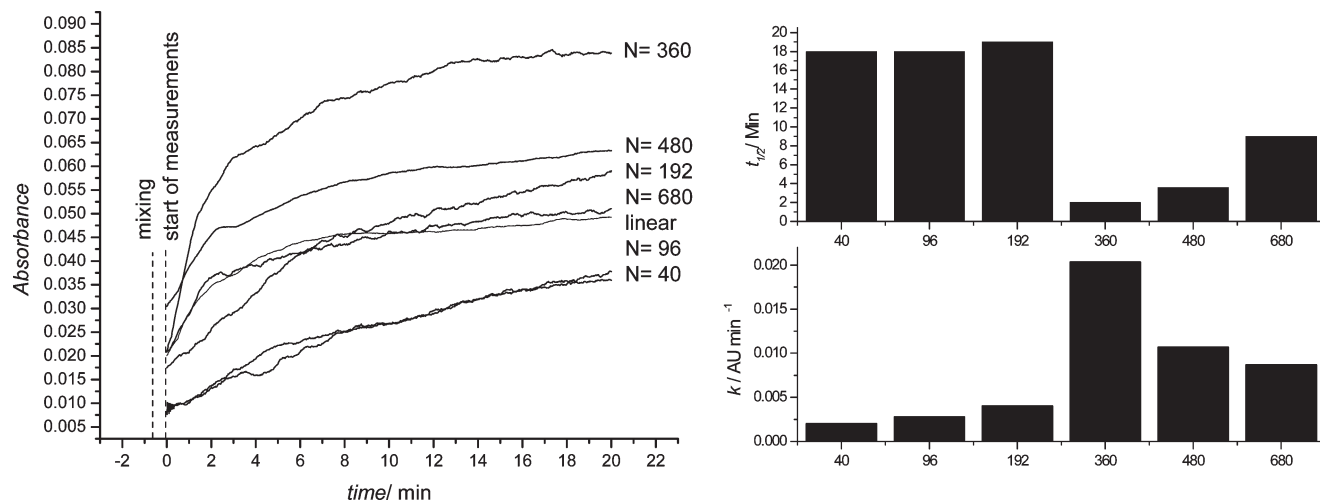 0.090
0.085
0.080
0.075
0.070
0.065
0.060
0.055
0.050
0.045
0.040
0.035
0.030
0.025
0.020
0.015
0.010
0.005
Absorbance
mixing
start of measurements
N= 360
N= 480
N= 192
N= 680
linear
N= 96
N= 40
-2 0 2 4 6 8 10 12 14 16 18 20 22
time/ min
20
18
16
14
12
10
8
6
4
2
0
t1/2/ Min
40 96 192 360 480 680
0.020
0.015
0.010
0.005
0.000
k / AU min -1
40 96 192 360 480 680